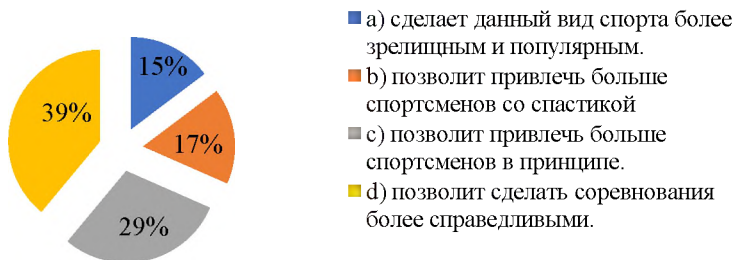 15%
17%
29%
39%
a) сделает данный вид спорта более
зрелищным и популярным.
b) позволит привлечь больше
спортсменов со спастикой
c) позволит привлечь больше
спортсменов в принципе.
d) позволит сделать соревнования
более справедливыми.